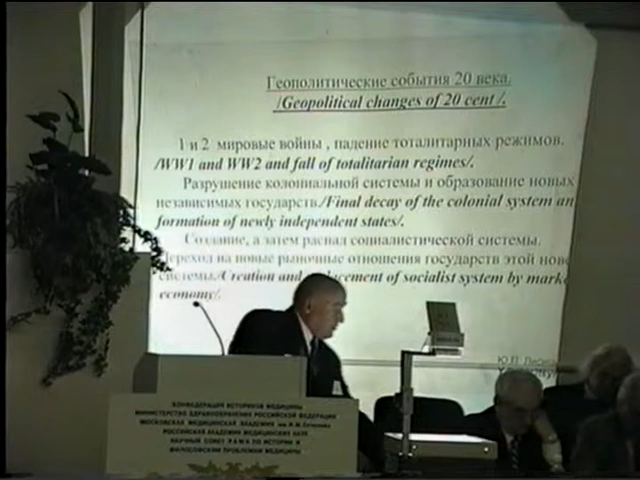 Геополитические события 20 века.
/Geopolitical changes of 20 cent /.
1 и 2 мировые войны , падение тоталитарных режимов.
/WW1 and WW2 and fall of totalitarian regimes/.
Разрушение колониальной системы и образование новых
независимых государств./Final decay of the colonial system an
formation of newly independent states/.
Создание, а затем распад социалистической системы.
Переход на новые рыночные отношения государств этой нов
системы./Creation and of socialist system by mark
economy/.
Ю.П. Лисиц
КОНФЕДЕРАЦИЯ ИСТОРИКОВ МЕДИЦИНЫ
МИНИСТЕРСТВО ЗДРАВООХРАНЕНИЯ РОССИЙСКОЙ ФЕДЕРАЦИИ
МОСКОВСКАЯ МЕДИЦИНСКАЯ АКАДЕМИЯ им. И.М. Сеченова
РОССИЙСКАЯ АКАДЕМИЯ МЕДИЦИНСКИХ НАУК
НАУЧНЫЙ СОВЕТ РАМН ПО ИСТОРИИ И
ФИЛОСОФСКИМ ПРОБЛЕМАМ МЕДИЦИНЫ